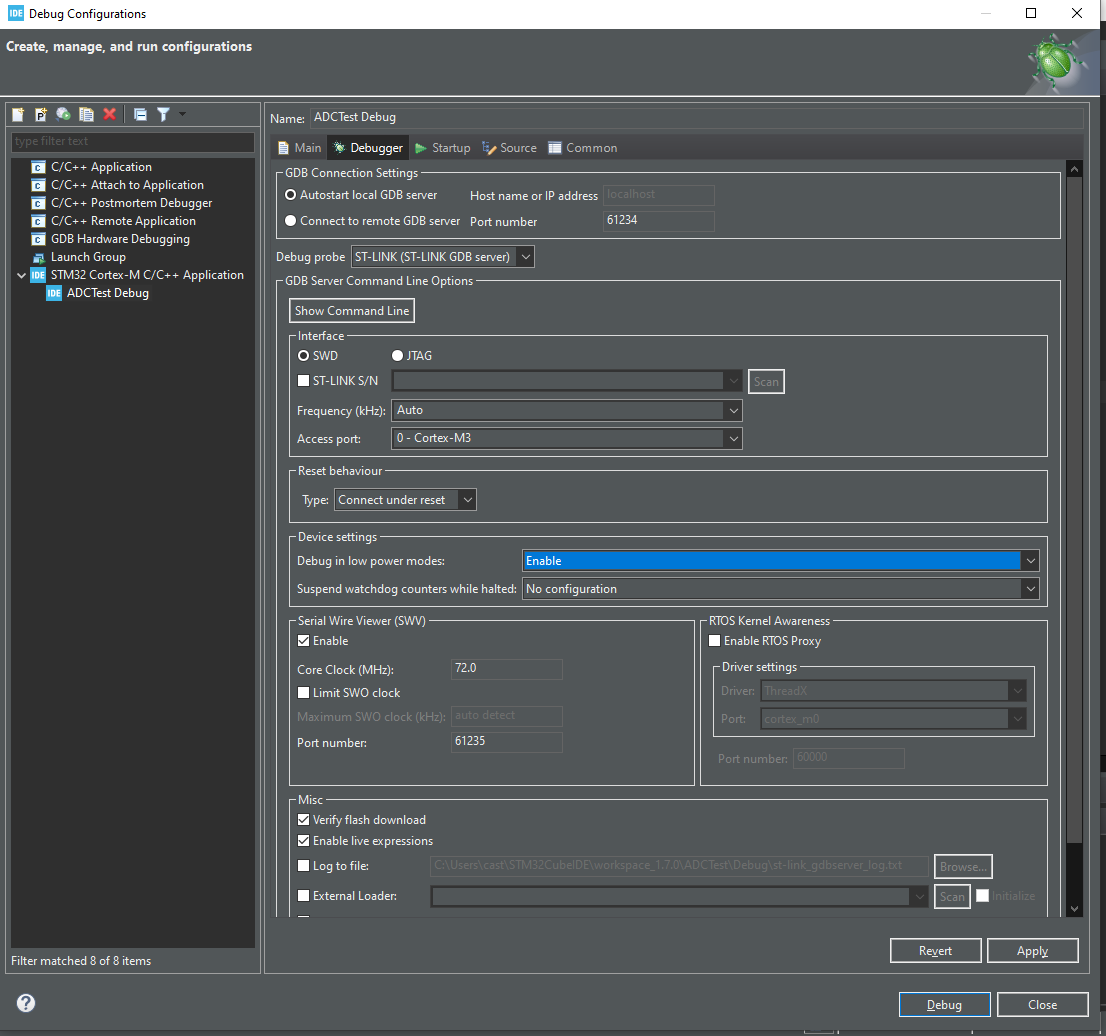 IDE Debug Configurations
Create, manage, and run configurations
Name: ADCTest Debug
type filter text
Main Debugger Startup Source Common
C/C++ Application
C/C++ Attach to Application
C/C++ Postmortem Debugger
C/C++ Remote Application
GDB Hardware Debugging
Launch Group
IDE STM32 Cortex-M C/C++ Application
IDE ADCTest Debug
Filter matched 8 of 8 items
GDB Connection Settings
Autostart local GDB server Host name or IP address localhost
Connect to remote GDB server Port number 61234
Debug probe ST-LINK (ST-LINK GDB server)
GDB Server Command Line Options
Show Command Line
Interface
SWD JTAG
ST-LINK S/N Scan
Frequency (kHz): Auto
Access port: 0 - Cortex-M3
Reset behaviour
Type: Connect under reset
Device settings
Debug in low power modes: Enable
Suspend watchdog counters while halted: No configuration
Serial Wire Viewer (SWV)
Enable
Core Clock (MHz): 72.0
Limit SWO clock
Maximum SWO clock (kHz): auto detect
Port number: 61235
RTOS Kernel Awareness
Enable RTOS Proxy
Driver settings
Driver: ThreadX
Port: cortex_m0
Port number: 60000
Misc
Verify flash download
Enable live expressions
Log to file: C:\Users\cast\STM32CubeIDE\workspace_1.7.0\ADCTest\Debug\st-link_gdbserver_log.txt Browse...
External Loader: Scan Initialize
Revert Apply
Debug Close